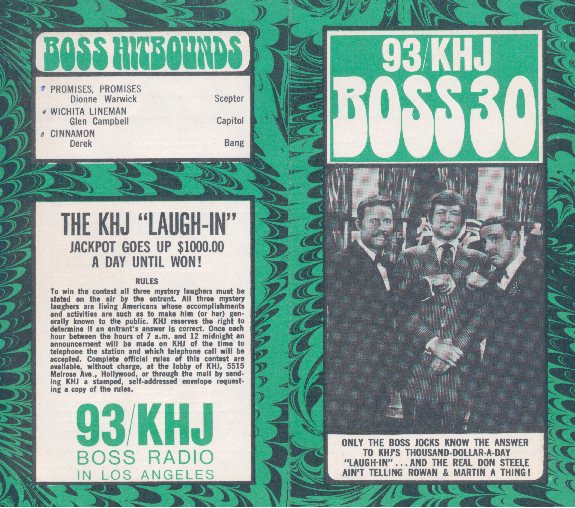 BOSS HITBOUNDS
PROMISES, PROMISES
Dionne Warwick Scepter
WICHITA LINEMAN
Glen Campbell Capitol
CINNAMON
Derek Bang
THE KHJ "LAUGH-IN"
JACKPOT GOES UP $1000.00
A DAY UNTIL WON!
RULES
To win the contest all three mystery laughers must be
stated on the air by the entrant. All three mystery
laughers are living Americans whose accomplishments
and activities are such as to make him (or her) gen-
erally known to the public. KHJ reserves the right to
determine if an entrant's answer is correct. Once each
hour between the hours of 7 a.m. and 12 midnight an
announcement will be made on KHJ of the time to
telephone the station and which telephone call will be
accepted. Complete official rules of this contest are
available, without charge, at the lobby of KHJ, 5515
Melrose Ave., Hollywood, or through the mail by send-
ing KHJ a stamped, self-addressed envelope request-
ing a copy of the rules.
93/KHJ
BOSS RADIO
IN LOS ANGELES
93/KHJ
BOSS 30
ONLY THE BOSS JOCKS KNOW THE ANSWER
TO KHJ'S THOUSAND-DOLLAR-A-DAY
"LAUGH-IN" ... AND THE REAL DON STEELE
AIN'T TELLING ROWAN & MARTIN A THING!